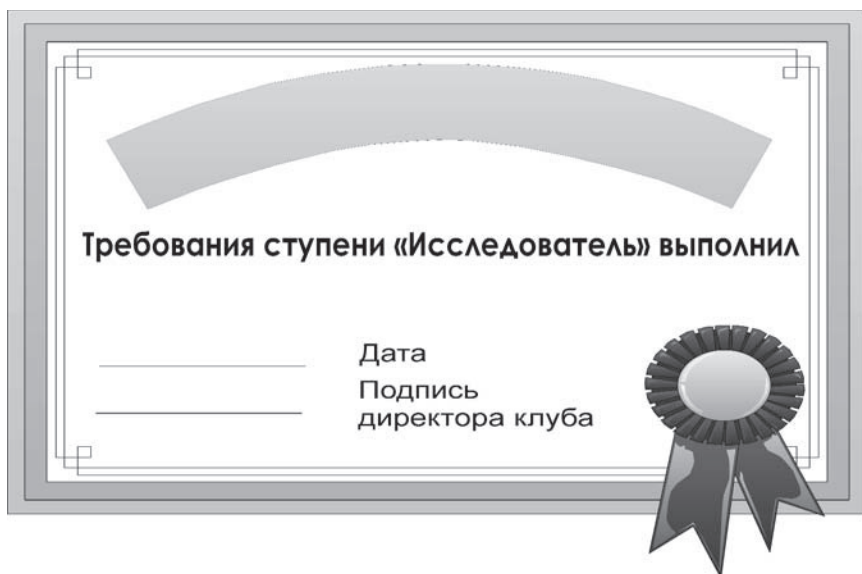 Требования ступени «Исследователь» выполнил
Дата
Подпись
директора клуба